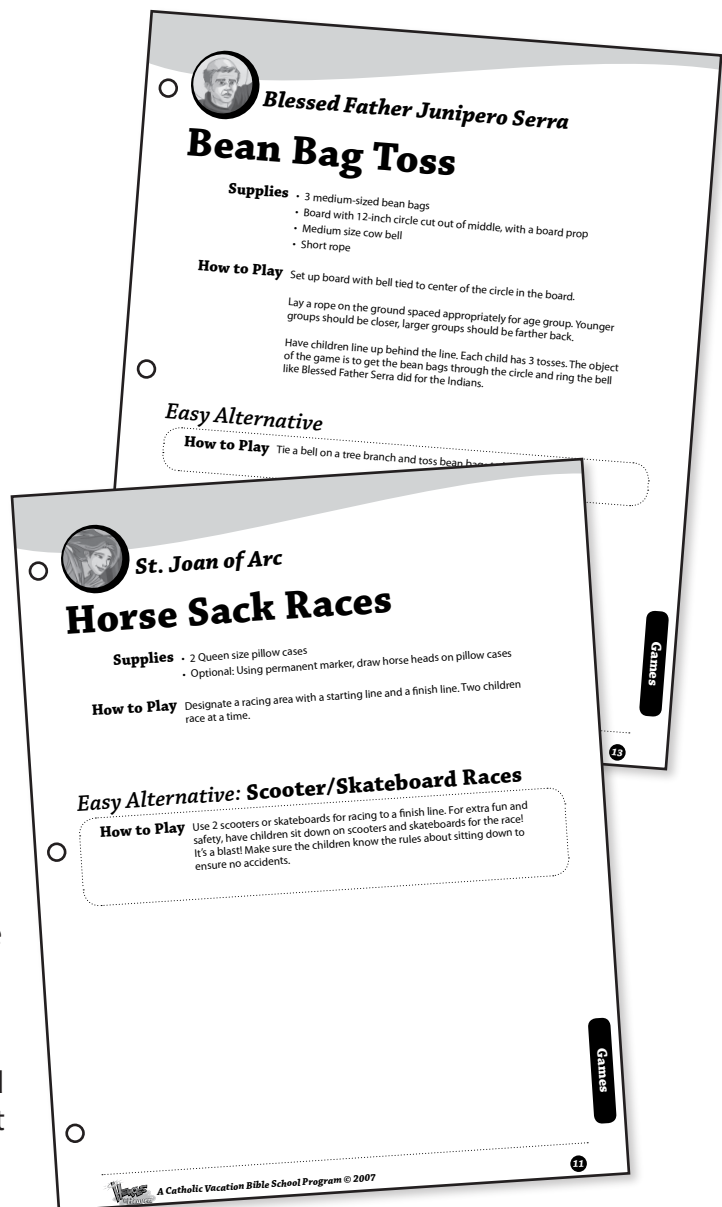 Blessed Father Junipero Serra
Bean Bag Toss
Supplies • 3 medium-sized bean bags
• Board with 12-inch circle cut out of middle, with a board prop
• Medium size cow bell
• Short rope
How to Play Set up board with bell tied to center of the circle in the board.
Lay a rope on the ground spaced appropriately for age group. Younger
groups should be closer, larger groups should be farther back.
Have children line up behind the line. Each child has 3 tosses. The object
of the game is to get the bean bags through the circle and ring the bell
like Blessed Father Serra did for the Indians.
Easy Alternative
How to Play Tie a bell on a tree branch and toss bean
Games
13
St. Joan of Arc
Horse Sack Races
Supplies • 2 Queen size pillow cases
• Optional: Using permanent marker, draw horse heads on pillow cases
How to Play Designate a racing area with a starting line and a finish line. Two children
race at a time.
Easy Alternative: Scooter/Skateboard Races
How to Play Use 2 scooters or skateboards for racing to a finish line. For extra fun and
safety, have children sit down on scooters and skateboards for the race!
It's a blast! Make sure the children know the rules about sitting down to
ensure no accidents.
Games
A Catholic Vacation Bible School Program © 2007
11